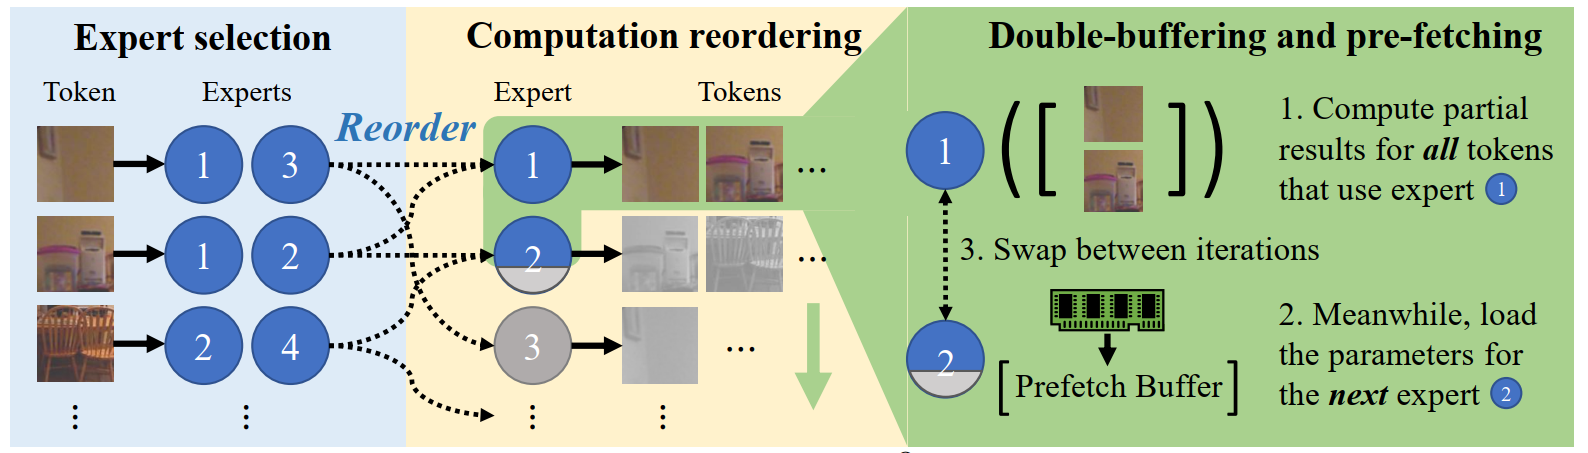 Expert selection
Token
Experts
1
3
1
2
2
4
⋮
⋮
Reorder
Computation reordering
Expert
Tokens
1
...
2
...
3
...
⋮
⋮
Double-buffering and pre-fetching
1
([
])
1. Compute partial
results for all tokens
that use expert 1
3. Swap between iterations
2
[Prefetch Buffer]
2. Meanwhile, load
the parameters for
the next expert 2